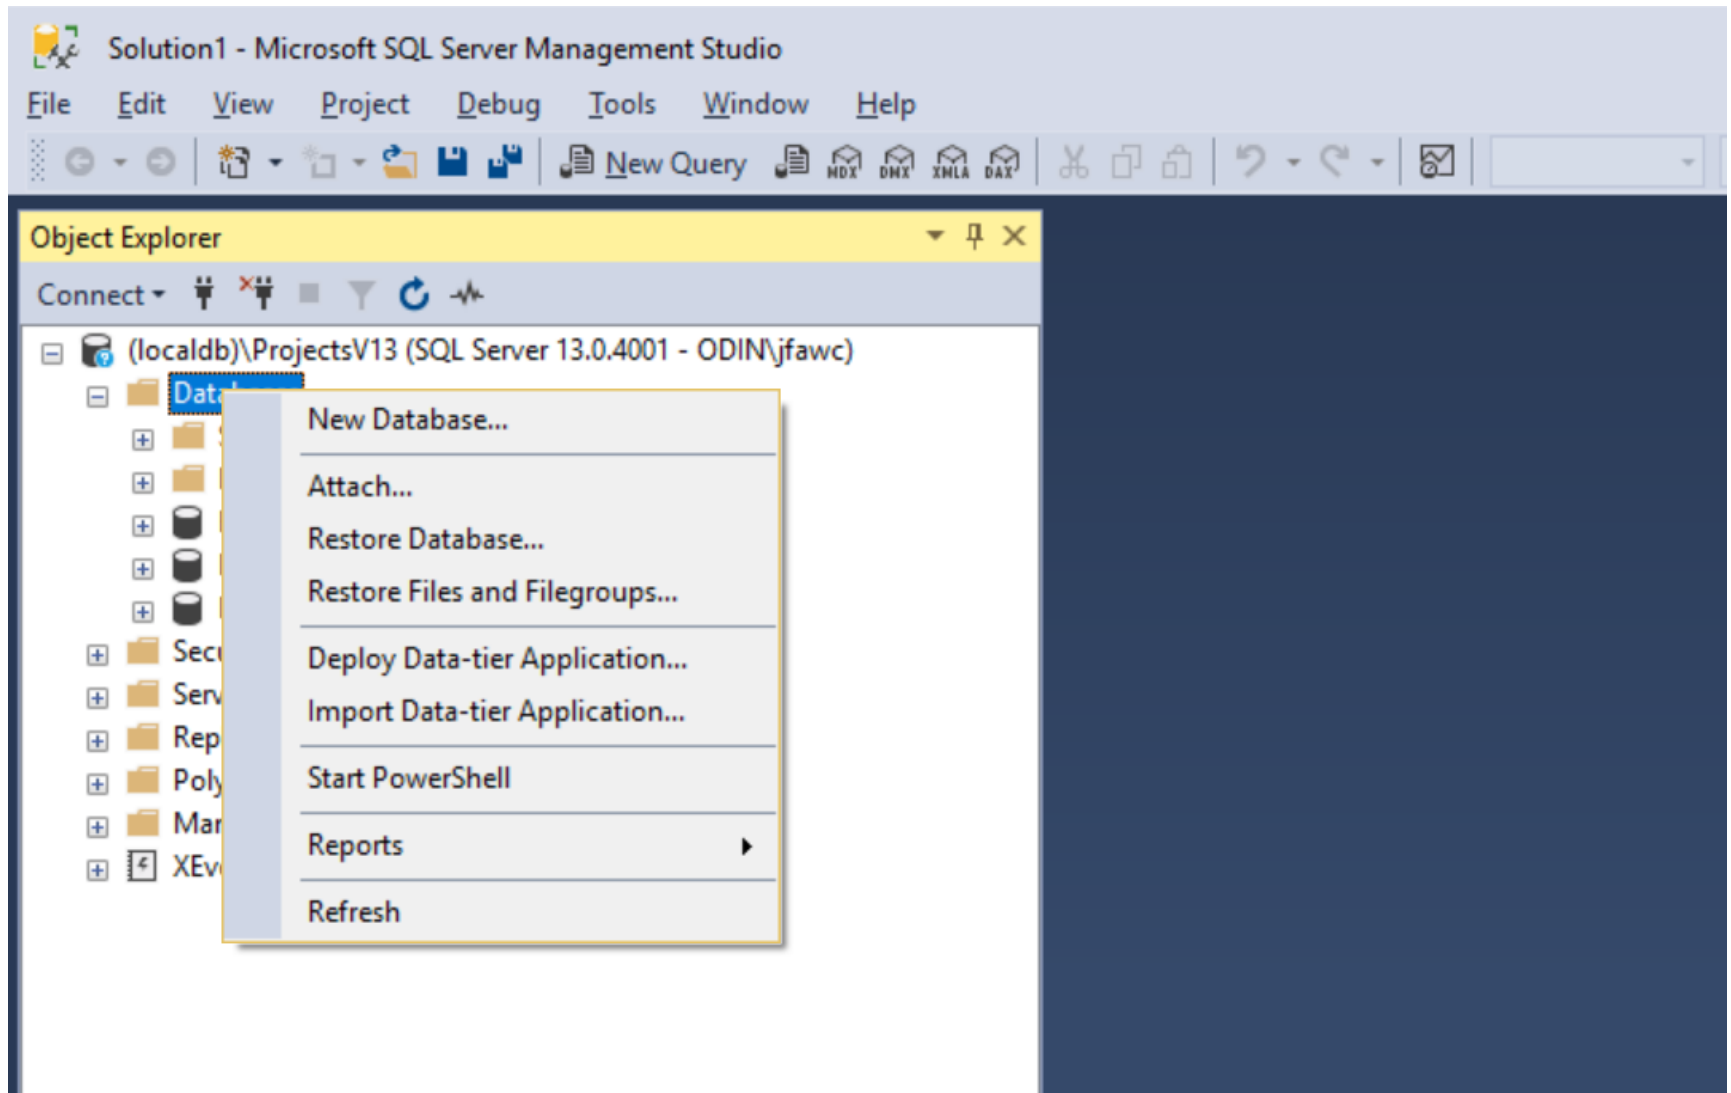 Solution1 - Microsoft SQL Server Management Studio
File Edit View Project Debug Tools Window Help
New Query MDX DMX XMLA DAX
Object Explorer
Connect
(localdb)\ProjectsV13 (SQL Server 13.0.4001 - ODIN\jfawc)
New Database...
Attach...
Restore Database...
Restore Files and Filegroups...
Deploy Data-tier Application...
Import Data-tier Application...
Start PowerShell
Reports
Refresh